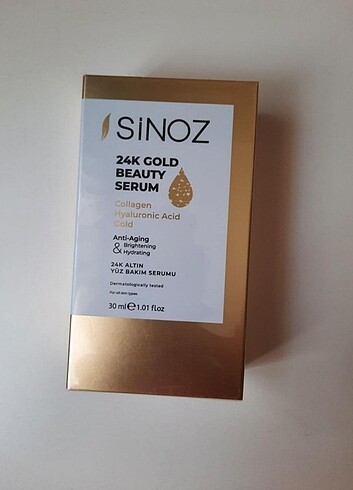 SiNOZ
24K GOLD
BEAUTY
SERUM
Collagen
Hyaluronic Acid
Gold
Anti-Aging
& Brightening
Hydrating
24K ALTIN
YÜZ BAKIM SERUMU
Dermatologically tested
For all skin types
30 ml e 1.01 fl.oz